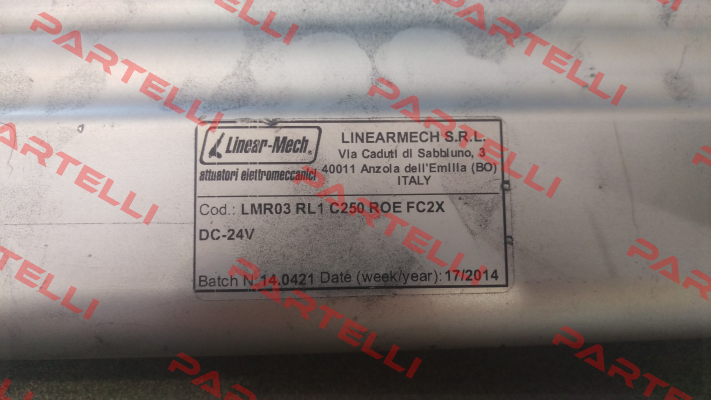 Linear-Mech®
attuatori elettromeccanici
LINEARMECH S.R.L.
Via Caduti di Sabbiuno, 3
40011 Anzola dell'Emilia (BO)
ITALY
Cod.: LMR03 RL1 C250 ROE FC2X
DC-24V
Batch N. 14.0421 Date (week/year): 17/2014
PARTELLI
PARTELLI
PARTELLI
PARTELLI
PARTELLI
PARTELLI
PARTELLI
PARTELLI